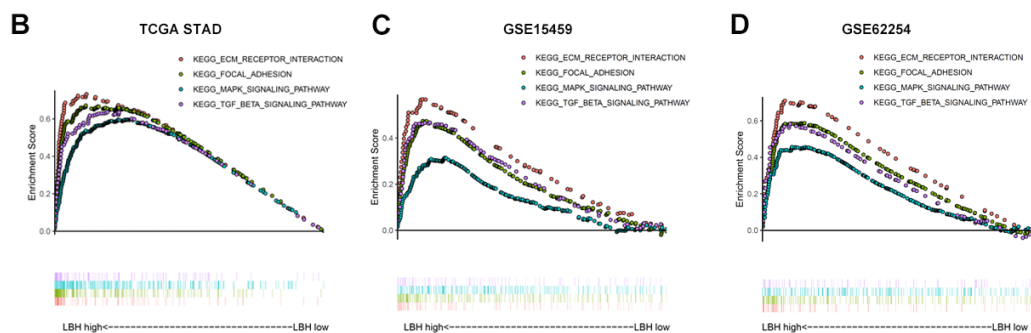 B
TCGA STAD
KEGG_ECM_RECEPTOR_INTERACTION
KEGG_FOCAL_ADHESION
KEGG_MAPK_SIGNALING_PATHWAY
KEGG_TGF_BETA_SIGNALING_PATHWAY
Enrichment Score
0.6
0.4
0.2
0.0
LBH high<------------------------------LBH low
C
GSE15459
KEGG_ECM_RECEPTOR_INTERACTION
KEGG_FOCAL_ADHESION
KEGG_MAPK_SIGNALING_PATHWAY
KEGG_TGF_BETA_SIGNALING_PATHWAY
Enrichment Score
0.4
0.2
0.0
LBH high<------------------------------LBH low
D
GSE62254
KEGG_ECM_RECEPTOR_INTERACTION
KEGG_FOCAL_ADHESION
KEGG_MAPK_SIGNALING_PATHWAY
KEGG_TGF_BETA_SIGNALING_PATHWAY
Enrichment Score
0.6
0.4
0.2
0.0
LBH high<------------------------------LBH low